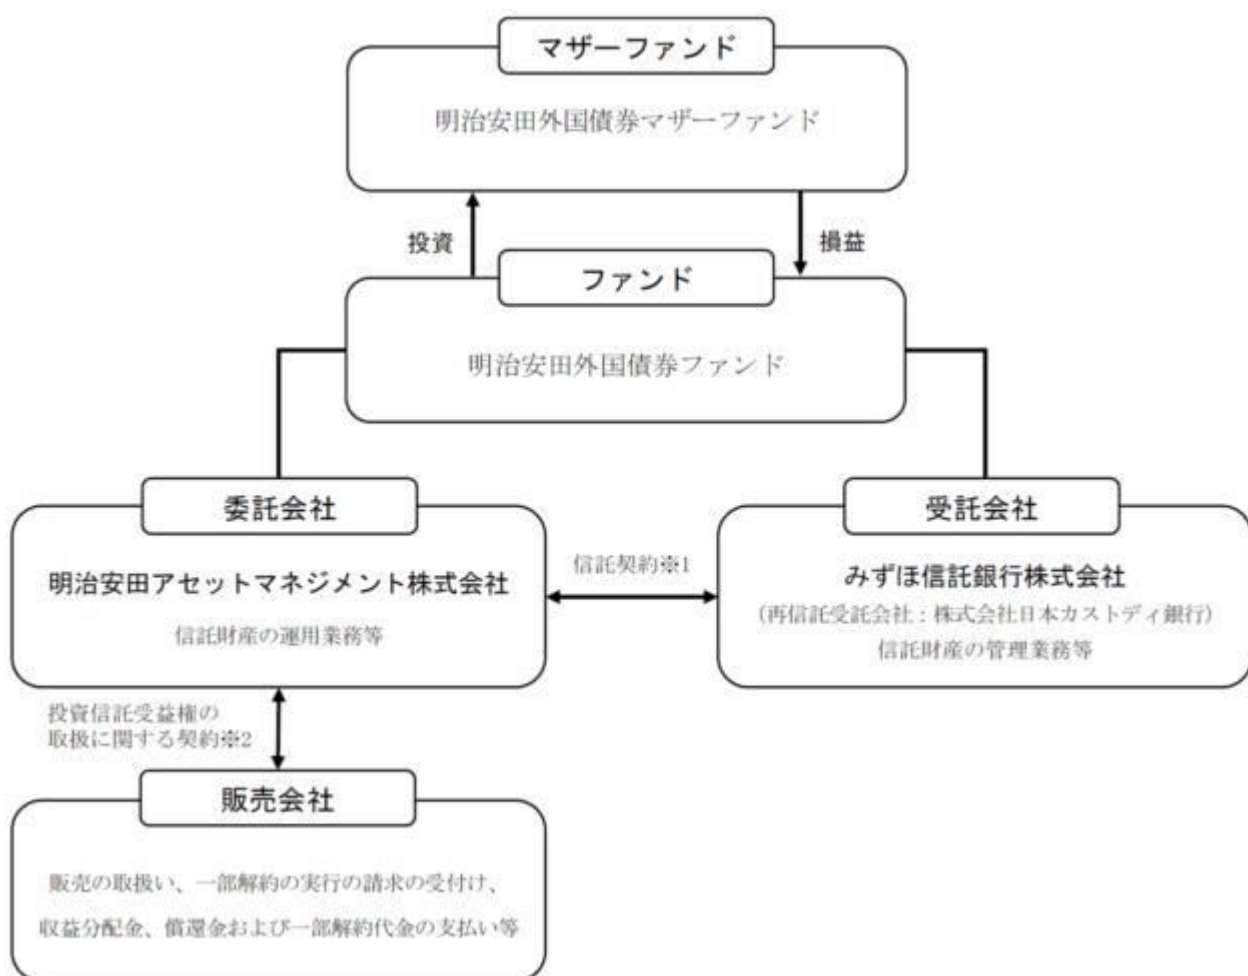 マザーファンド
明治安田外国債券マザーファンド
投資
損益
ファンド
明治安田外国債券ファンド
委託会社
明治安田アセットマネジメント株式会社
信託財産の運用業務等
信託契約※1
受託会社
みずほ信託銀行株式会社
(再信託受託会社:株式会社日本カストディ銀行)
信託財産の管理業務等
投資信託受益権の
取扱に関する契約※2
販売会社
販売の取扱い、一部解約の実行の請求の受付け、
収益分配金、償還金および一部解約代金の支払い等